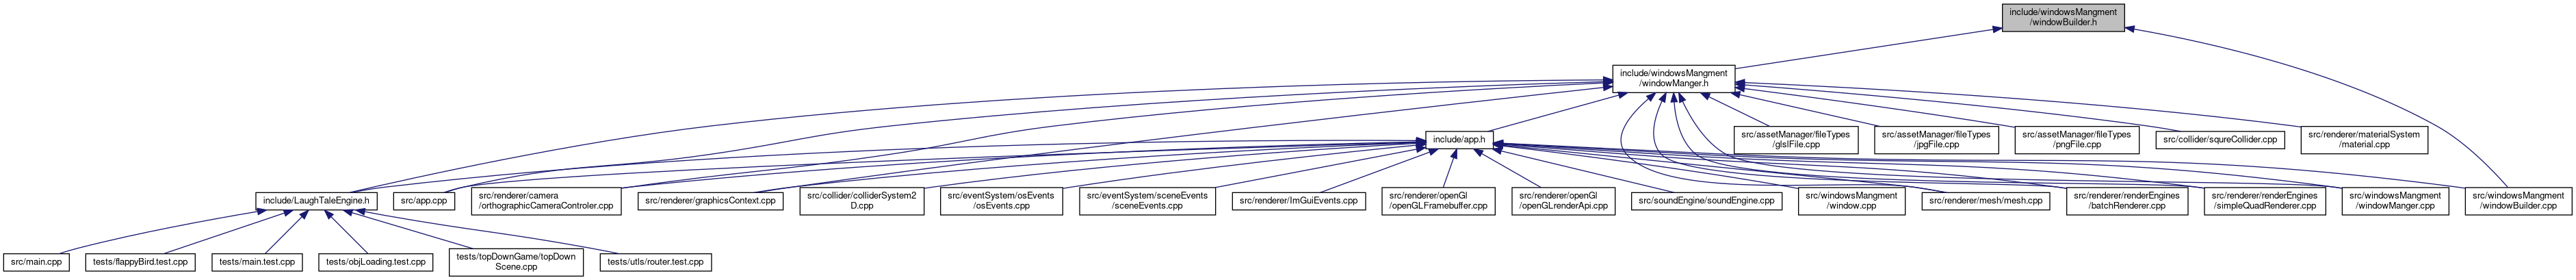 include/windowsMangment
/windowBuilder.h
include/windowsMangment
/windowManger.h
include/app.h
src/assetManager/fileTypes
/glslFile.cpp
src/assetManager/fileTypes
/jpgFile.cpp
src/assetManager/fileTypes
/pngFile.cpp
src/collider/squreCollider.cpp
src/renderer/materialSystem
/material.cpp
include/LaughTaleEngine.h
src/app.cpp
src/renderer/camera
/orthographicCameraControler.cpp
src/renderer/graphicsContext.cpp
src/collider/colliderSystem2
D.cpp
src/eventSystem/osEvents
/osEvents.cpp
src/eventSystem/sceneEvents
/sceneEvents.cpp
src/renderer/ImGuiEvents.cpp
src/renderer/openGl
/openGLFramebuffer.cpp
src/renderer/openGl
/openGLrenderApi.cpp
src/soundEngine/soundEngine.cpp
src/windowsMangment
/window.cpp
src/renderer/mesh/mesh.cpp
src/renderer/renderEngines
/batchRenderer.cpp
src/renderer/renderEngines
/simpleQuadRenderer.cpp
src/windowsMangment
/windowManger.cpp
src/windowsMangment
/windowBuilder.cpp
src/main.cpp
tests/flappyBird.test.cpp
tests/main.test.cpp
tests/objLoading.test.cpp
tests/topDownGame/topDown
Scene.cpp
tests/utls/router.test.cpp